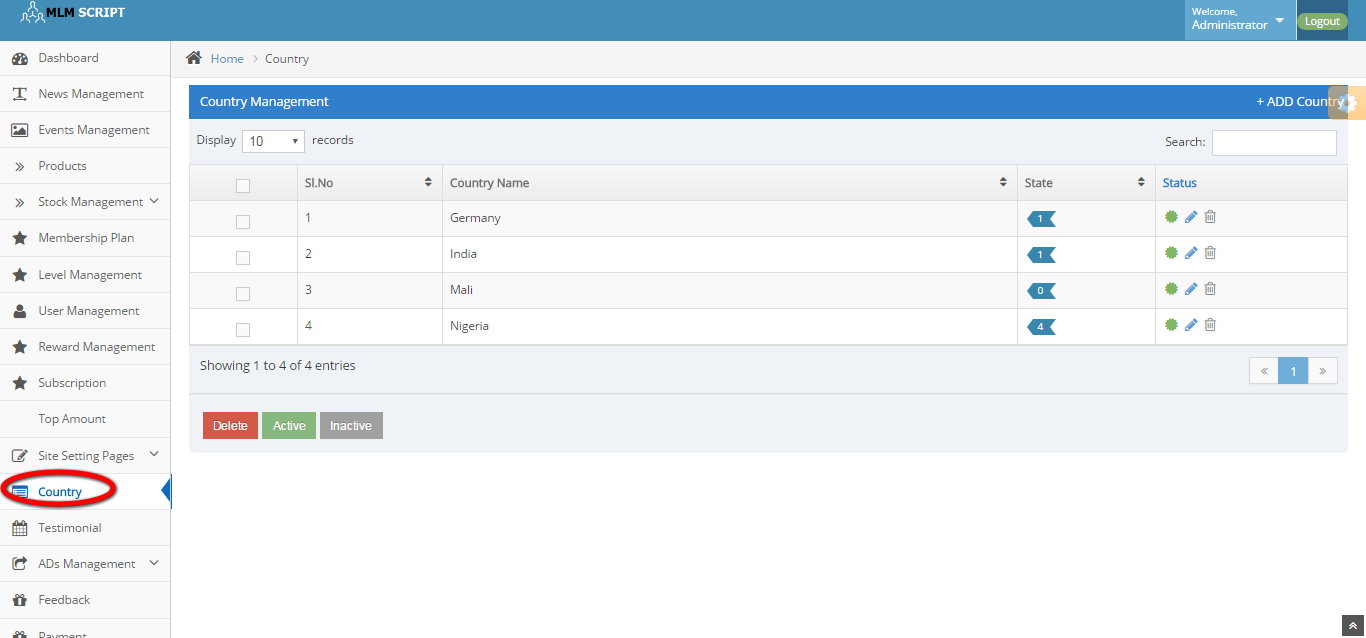 MLM SCRIPT
Welcome,
Administrator
Logout
Dashboard
News Management
Events Management
Products
Stock Management
Membership Plan
Level Management
User Management
Reward Management
Subscription
Top Amount
Site Setting Pages
Country
Testimonial
ADs Management
Feedback
Payment
Home > Country
Country Management
+ ADD Country
Display 10 records
Search:
Sl.No Country Name State Status
1 Germany 1
2 India 1
3 Mali 0
4 Nigeria 4
Showing 1 to 4 of 4 entries
« 1 »
Delete Active Inactive